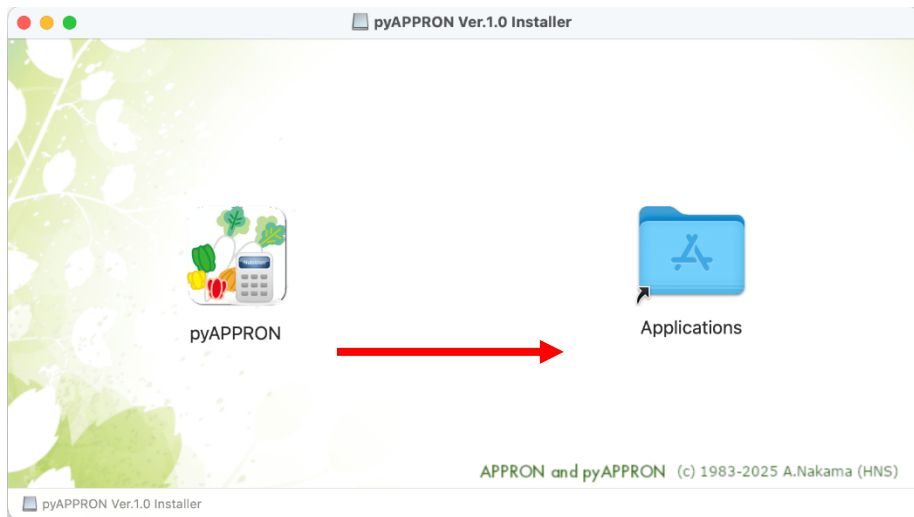 pyAPPRON Ver.1.0 Installer
Nutrition
pyAPPRON
Applications
APPRON and pyAPPRON (c) 1983-2025 A.Nakama (HNS)
pyAPPRON Ver.1.0 Installer